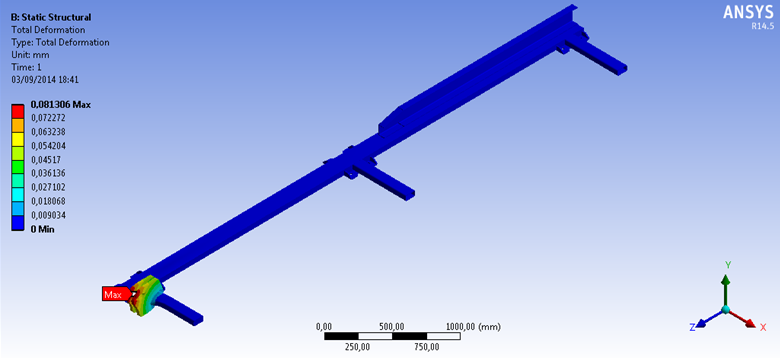 B: Static Structural
Total Deformation
Type: Total Deformation
Unit: mm
Time: 1
03/09/2014 18:41
0,081306 Max
0,072272
0,063238
0,054204
0,04517
0,036136
0,027102
0,018068
0,009034
0 Min
ANSYS
R14.5
Max
0,00 500,00 1000,00 (mm)
250,00 750,00
Y
Z X